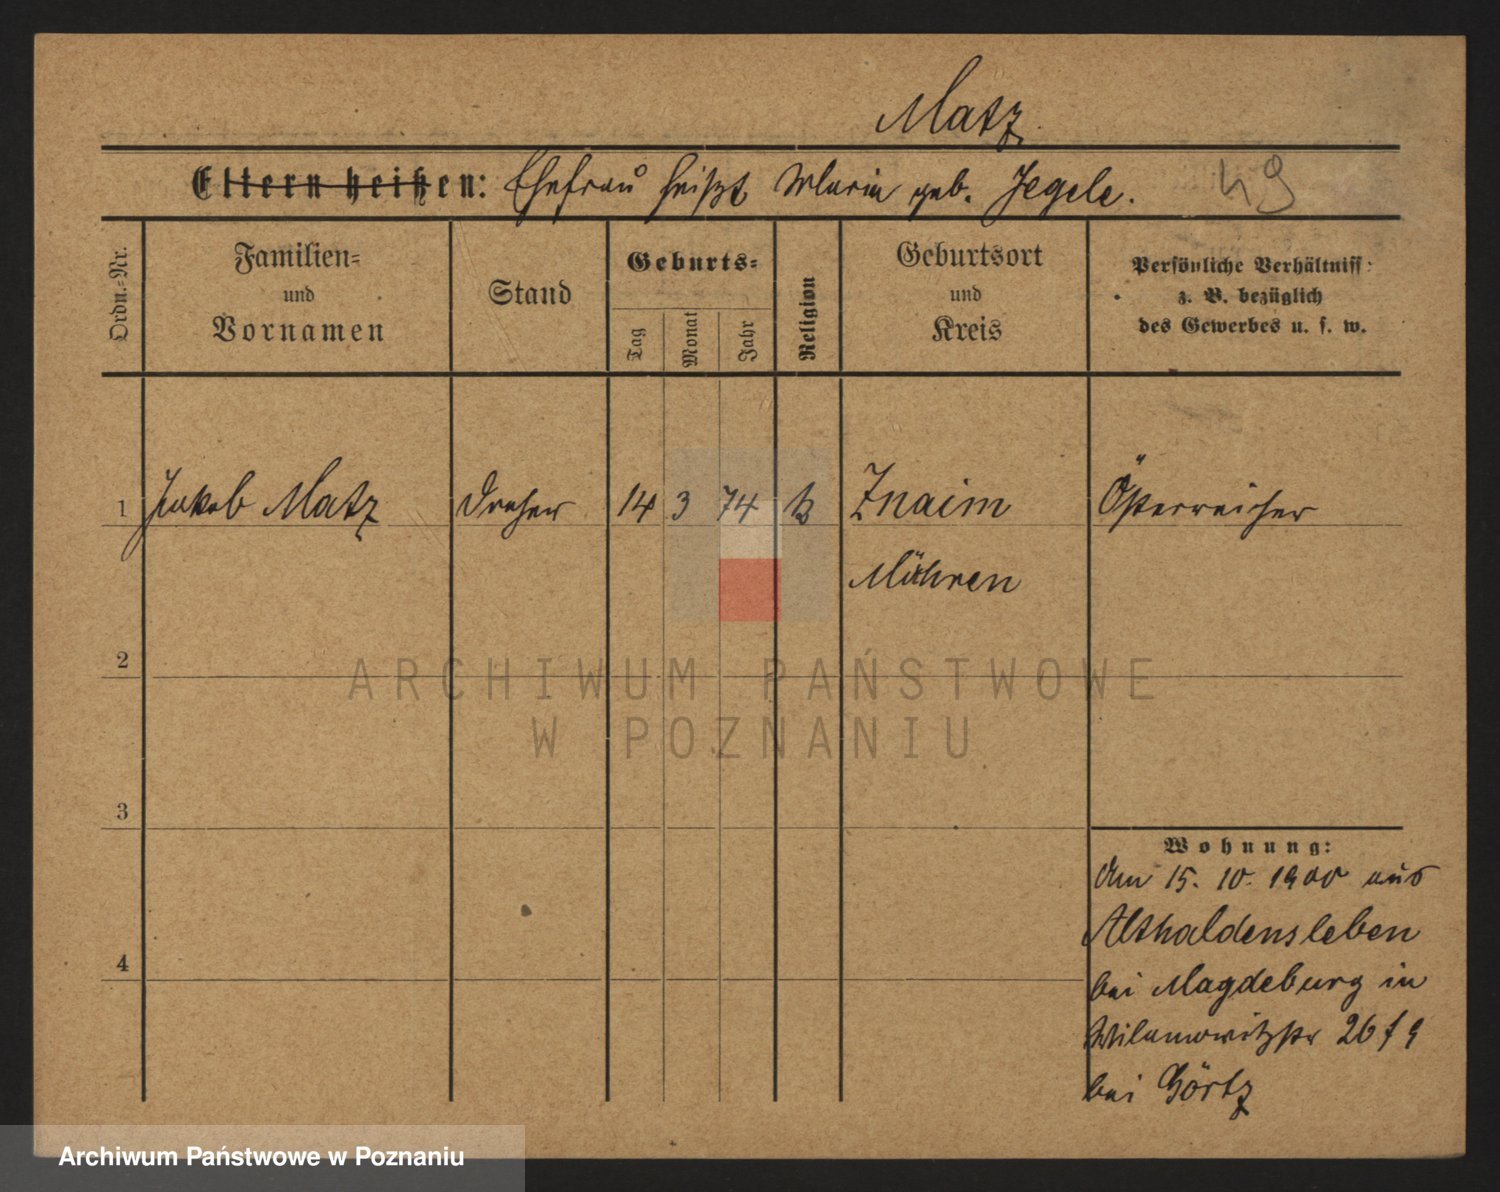 Matz
Eltern heißen: Ehefrau heißt Maria geb. Jegele. 49
Ordn.-Nr.
Familien-
und
Vornamen
Stand
Geburts-
Tag
Monat
Jahr
Religion
Geburtsort
und
Kreis
Persönliche Verhältniss:
z. B. bezüglich
des Gewerbes u. s. w.
1 Jakob Matz Dreher 14 3 74 k Znaim Österreicher
Mähren
2
3
4
Wohnung:
Am 15. 10. 1900 aus
Althaldensleben
bei Magdeburg in
Wilamowitzstr 26
bei Görtz
ARCHIWUM PAŃSTWOWE
W POZNANIU
Archiwum Państwowe w Poznaniu